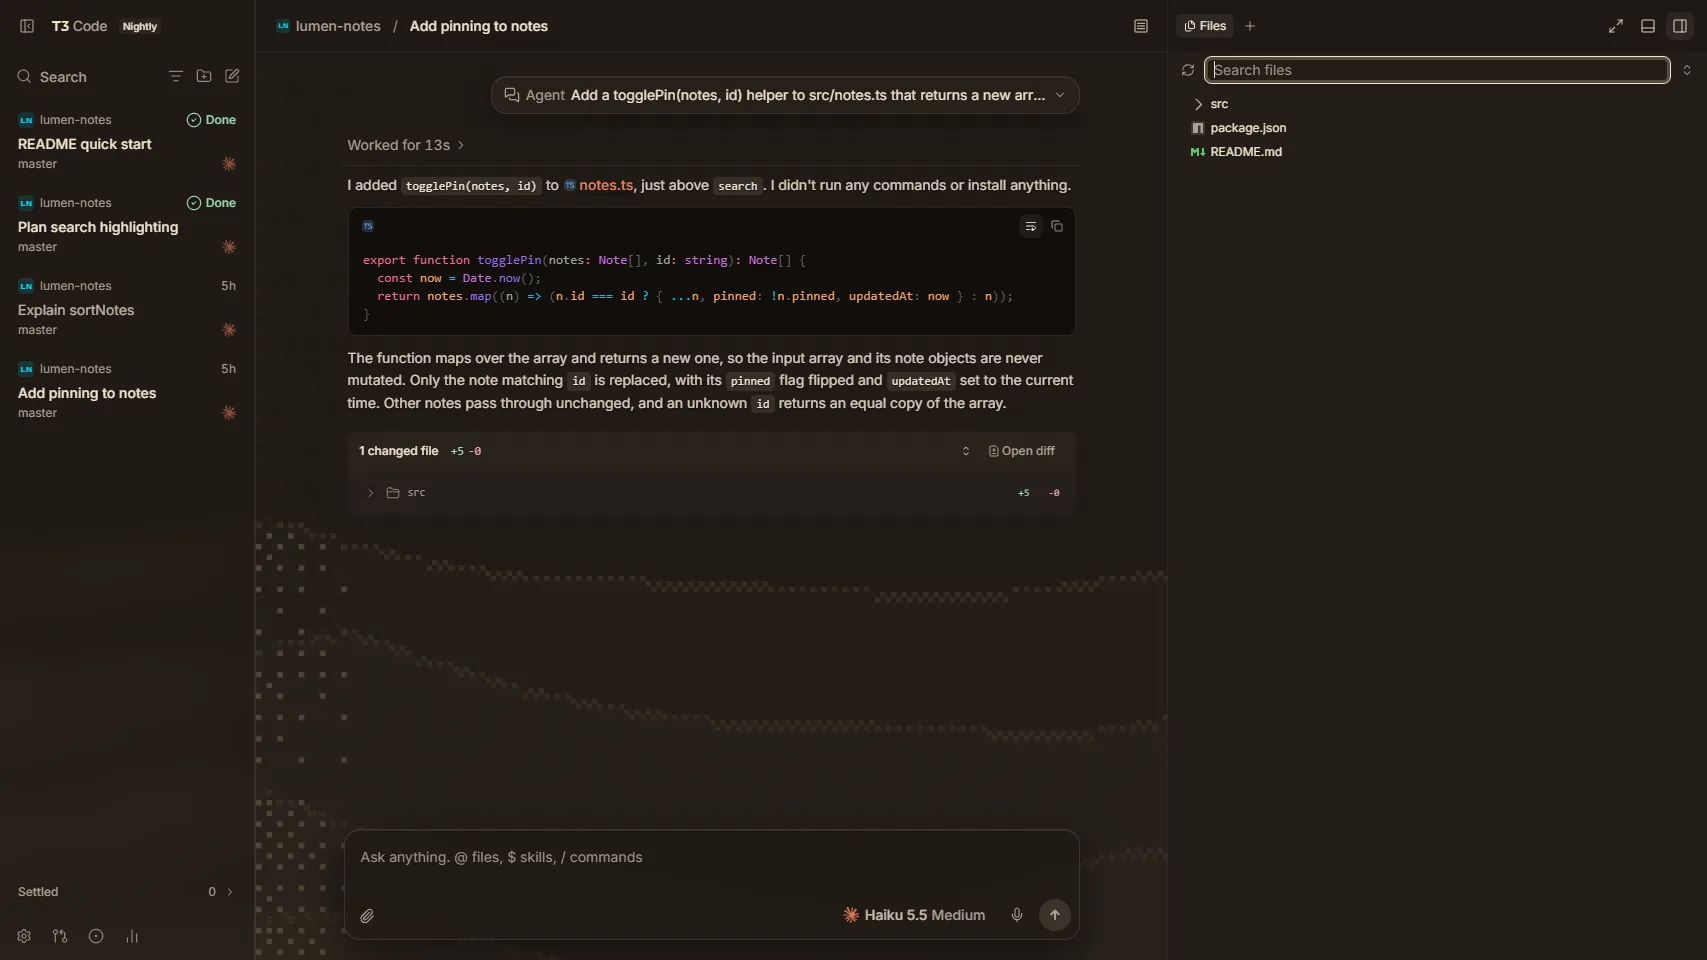 T3 Code Nightly
Search
LN lumen-notes Done
README quick start
master
LN lumen-notes Done
Plan search highlighting
master
LN lumen-notes 5h
Explain sortNotes
master
LN lumen-notes 5h
Add pinning to notes
master
Settled 0
LN lumen-notes / Add pinning to notes
Agent Add a togglePin(notes, id) helper to src/notes.ts that returns a new arr...
Worked for 13s
I added togglePin(notes, id) to TS notes.ts, just above search. I didn't run any commands or install anything.
TS
export function togglePin(notes: Note[], id: string): Note[] {
const now = Date.now();
return notes.map((n) => (n.id === id ? { ...n, pinned: !n.pinned, updatedAt: now } : n));
}
The function maps over the array and returns a new one, so the input array and its note objects are never
mutated. Only the note matching id is replaced, with its pinned flag flipped and updatedAt set to the current
time. Other notes pass through unchanged, and an unknown id returns an equal copy of the array.
1 changed file +5 -0 Open diff
src +5 -0
Ask anything. @ files, $ skills, / commands
Haiku 5.5 Medium
Files
Search files
src
package.json
M↓ README.md